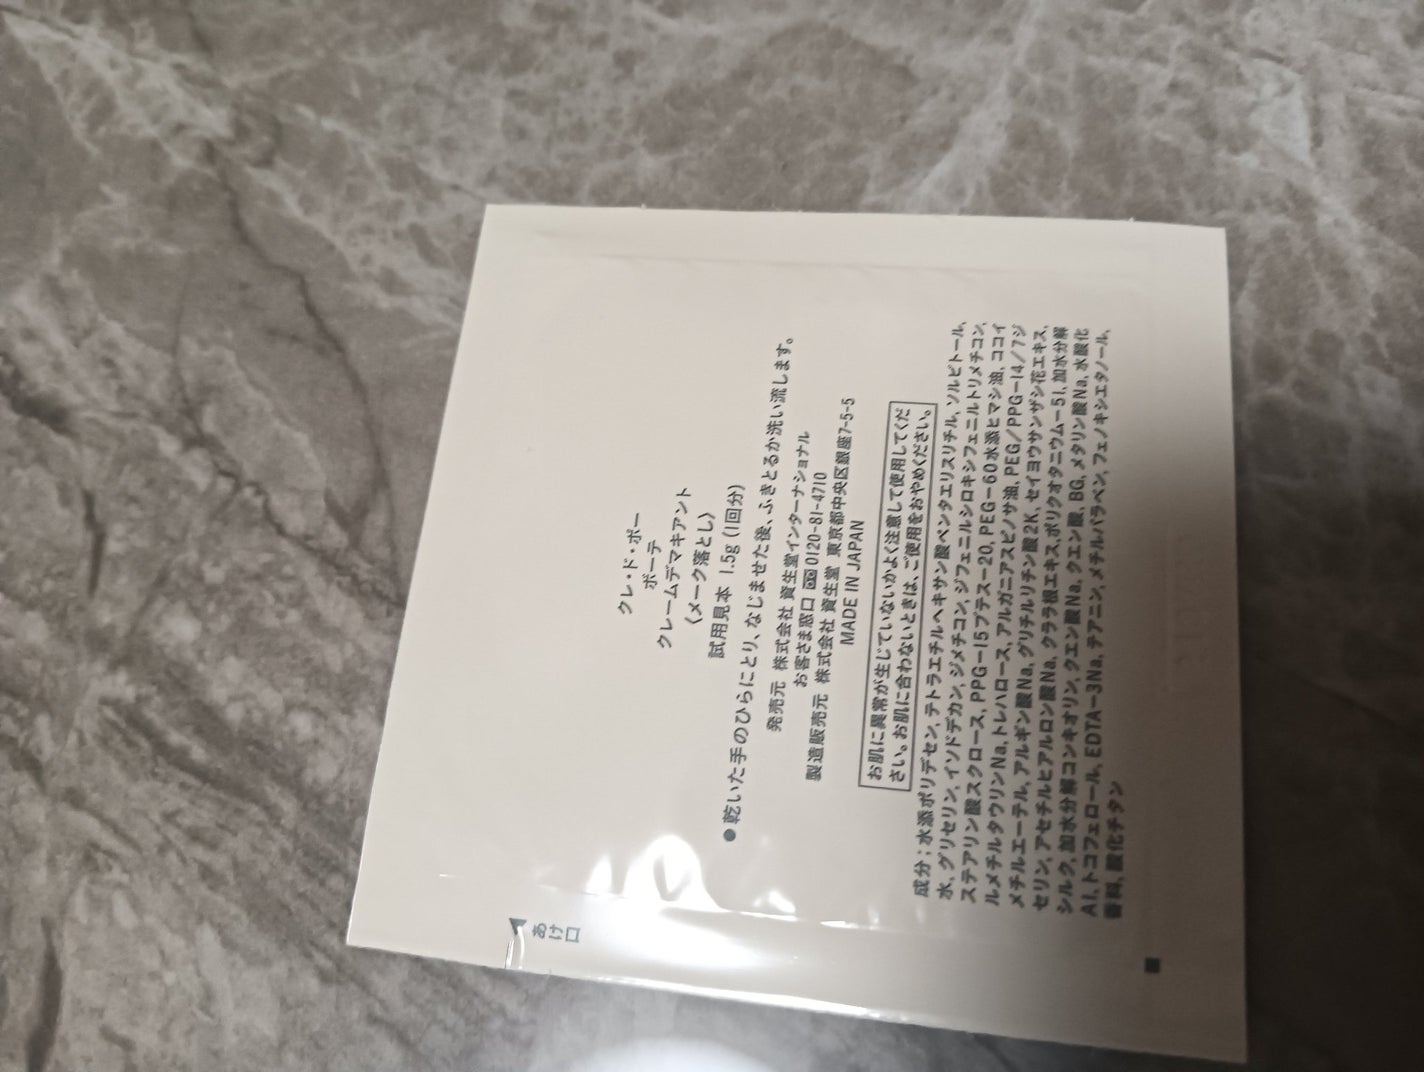 クレ・ド・ポー
ボーテ
クレームデマキアント
〈メーク落とし〉
試用見本 1.5g (1回分)
●乾いた手のひらにとり、なじませた後、ふきとるか洗い流します。
発売元 株式会社 資生堂インターナショナル
お客さま窓口 0120-81-4710
製造販売元 株式会社 資生堂 東京都中央区銀座7-5-5
MADE IN JAPAN
お肌に異常が生じていないかよく注意して使用してくだ
さい。お肌に合わないときは、ご使用をおやめください。
成分：水添ポリデセン,テトラエチルヘキサン酸ペンタエリスリチル,ソルビトール,
水,グリセリン,イソドデカン,ジメチコン,ジフェニルシロキシフェニルトリメチコン,
ステアリン酸スクロース,PPG-15ブテス-20,PEG-60水添ヒマシ油,ココイ
ルメチルタウリンNa,トレハロース,アルガニアスピノサ油,PEG/PPG-14/7ジ
メチルエーテル,アルギン酸Na,グリチルリチン酸2K,セイヨウサンザシ花エキス,
セリン,アセチルヒアルロン酸Na,クララ根エキス,ポリクオタニウム-51,加水分解
シルク,加水分解コンキオリン,クエン酸Na,クエン酸,BG,メタリン酸Na,水酸化
Al,トコフェロール,EDTA-3Na,テアニン,メチルパラベン,フェノキシエタノール,
香料,酸化チタン
あけ口